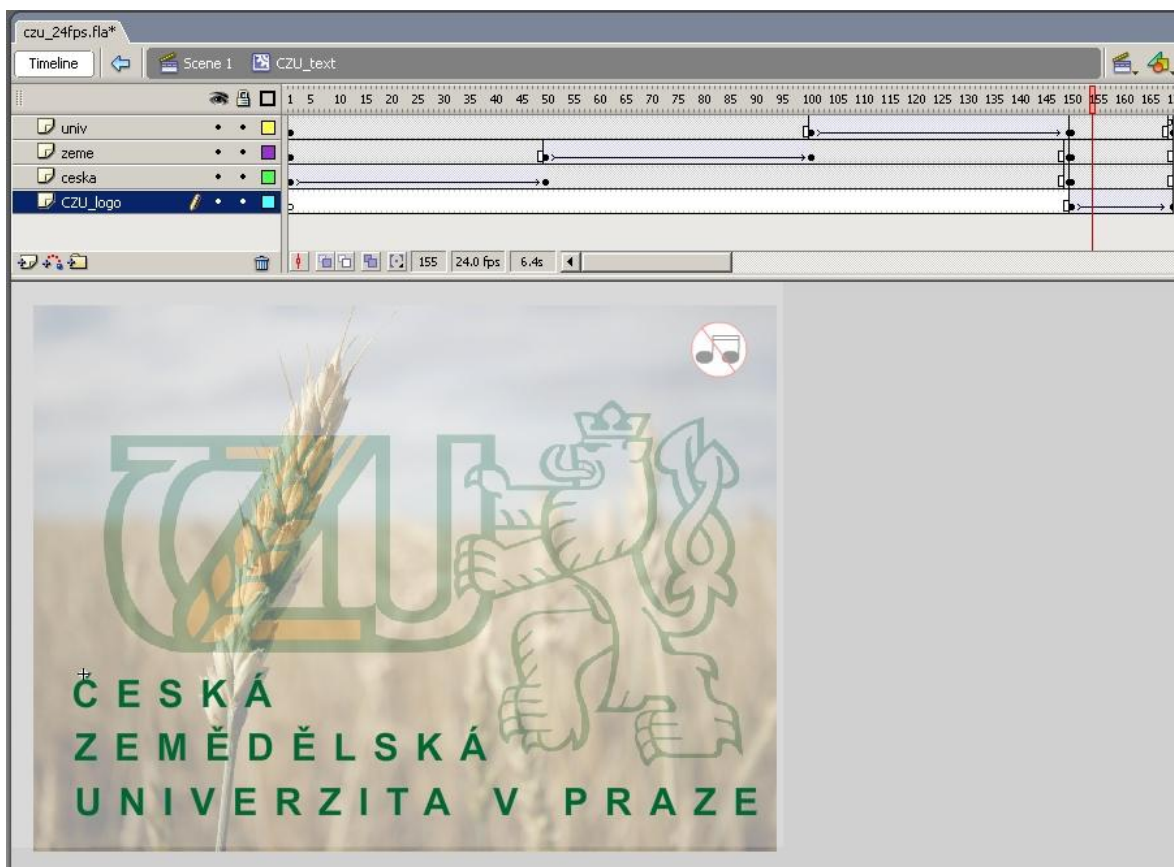 czu_24fps.fla*
Timeline Scene 1 CZU_text
1 5 10 15 20 25 30 35 40 45 50 55 60 65 70 75 80 85 90 95 100 105 110 115 120 125 130 135 140 145 150 155 160 165 1
univ
zeme
ceska
CZU_logo
155 24.0 fps 6.4s
CZU
ČESKÁ
ZEMĚDĚLSKÁ
UNIVERZITA V PRAZE